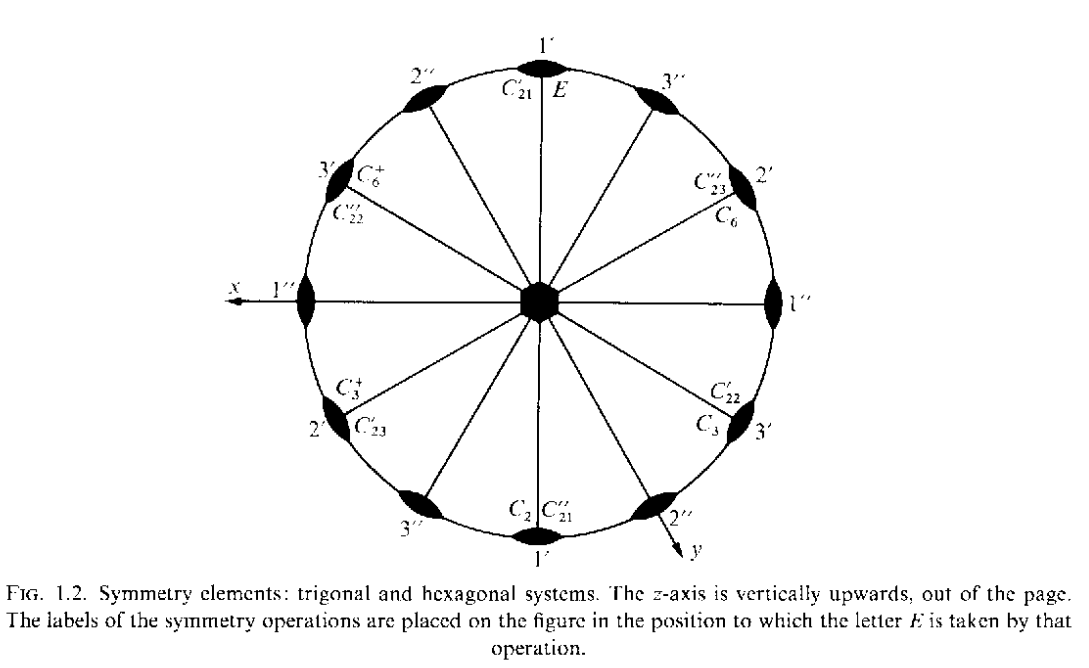 1′
2′′
C′21 E
3′′
3′ C+6
C′′23 2′
C′′22
C6
x 1′′
1′′
C+3
C′22
2′ C′23
C3 3′
C2 C′′21
3′′
2′′
1′
y
FIG. 1.2. Symmetry elements: trigonal and hexagonal systems. The z-axis is vertically upwards, out of the page.
The labels of the symmetry operations are placed on the figure in the position to which the letter E is taken by that
operation.